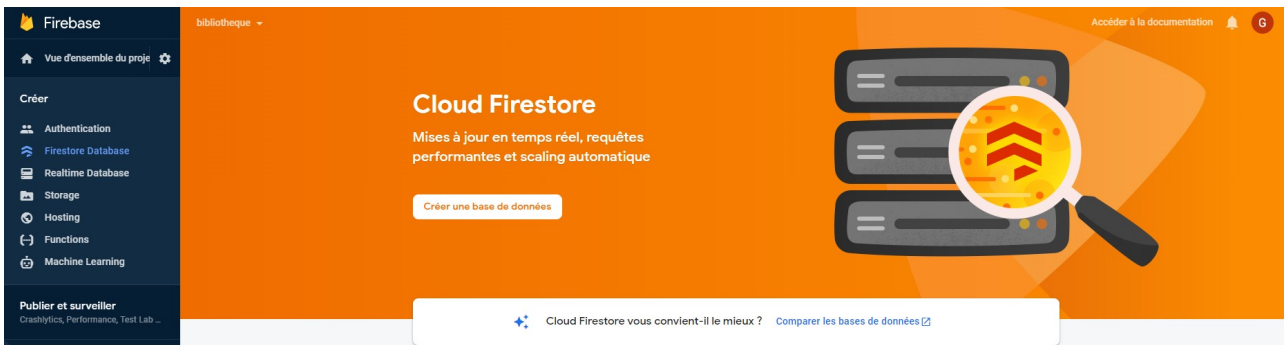 Firebase
Vue d'ensemble du proje
Créer
Authentication
Firestore Database
Realtime Database
Storage
Hosting
Functions
Machine Learning
Publier et surveiller
Crashlytics, Performance, Test Lab ...
bibliotheque
Accéder à la documentation
G
Cloud Firestore
Mises à jour en temps réel, requêtes
performantes et scaling automatique
Créer une base de données
Cloud Firestore vous convient-il le mieux ? Comparer les bases de données